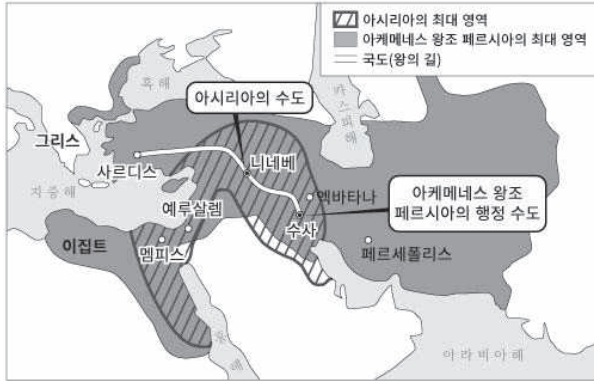 아시리아의 최대 영역
아케메네스 왕조 페르시아의 최대 영역
국도(왕의 길)
흑해
카스피해
아시리아의 수도
그리스
사르디스
니네베
지중해
엑바타나
아케메네스 왕조
페르시아의 행정 수도
예루살렘
수사
이집트
멤피스
페르세폴리스
홍해
아라비아해